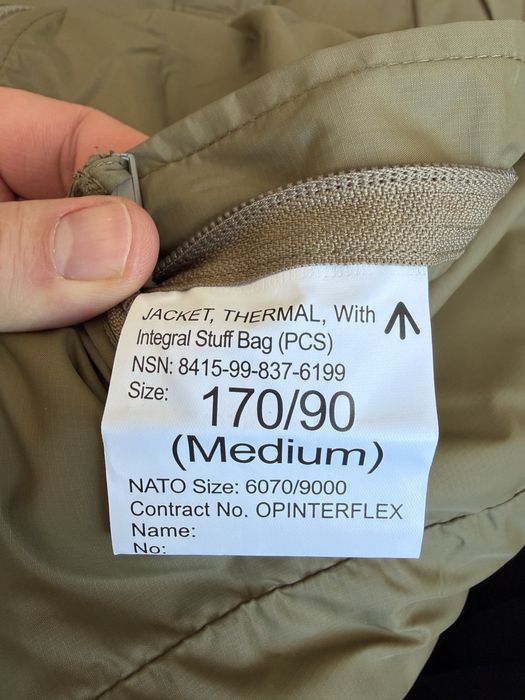 JACKET, THERMAL, With
Integral Stuff Bag (PCS)
NSN: 8415-99-837-6199
Size: 170/90
(Medium)
NATO Size: 6070/9000
Contract No. OPINTERFLEX
Name:
No: